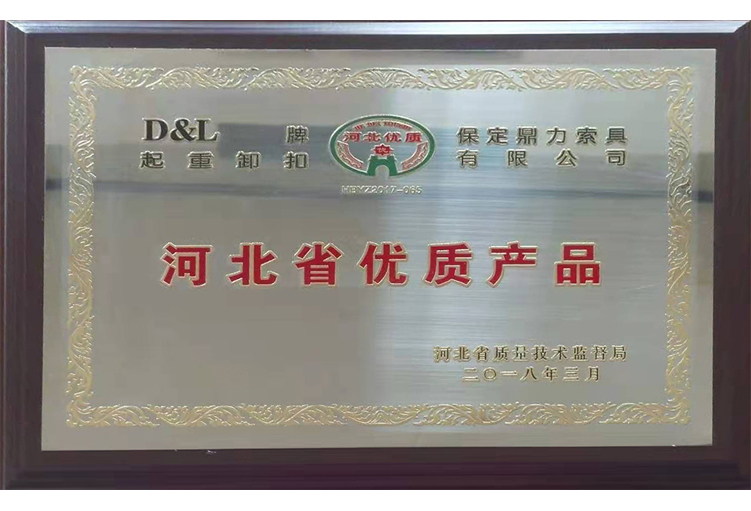 D&L 牌
起重卸扣
河北优质
HBYZ2017-065
保定鼎力索具
有限公司
河北省优质产品
河北省质量技术监督局
二〇一八年三月